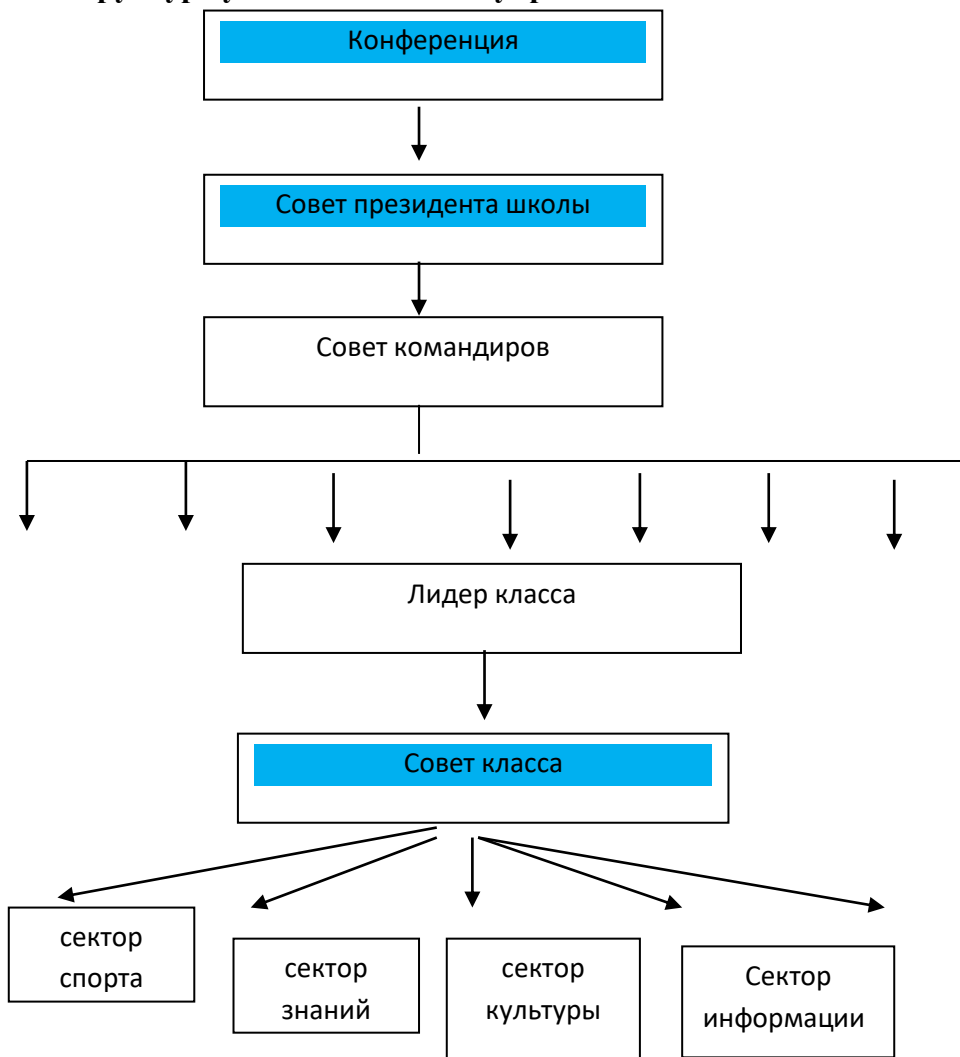 Конференция
Совет президента школы
Совет командиров
Лидер класса
Совет класса
сектор
спорта
сектор
знаний
сектор
культуры
Сектор
информации